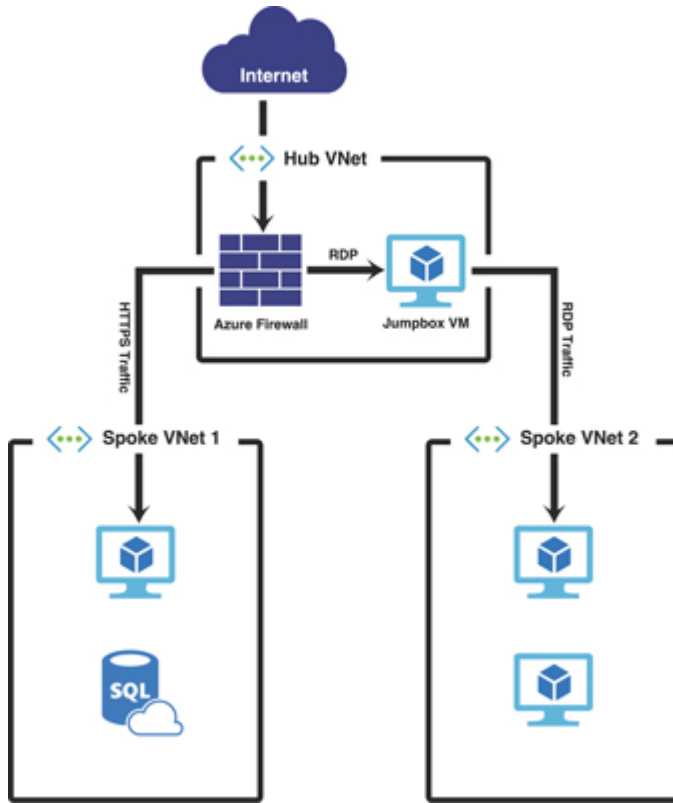 Internet
Hub VNet
RDP
Azure Firewall
Jumpbox VM
HTTPS Traffic
RDP Traffic
Spoke VNet 1
Spoke VNet 2
SQL